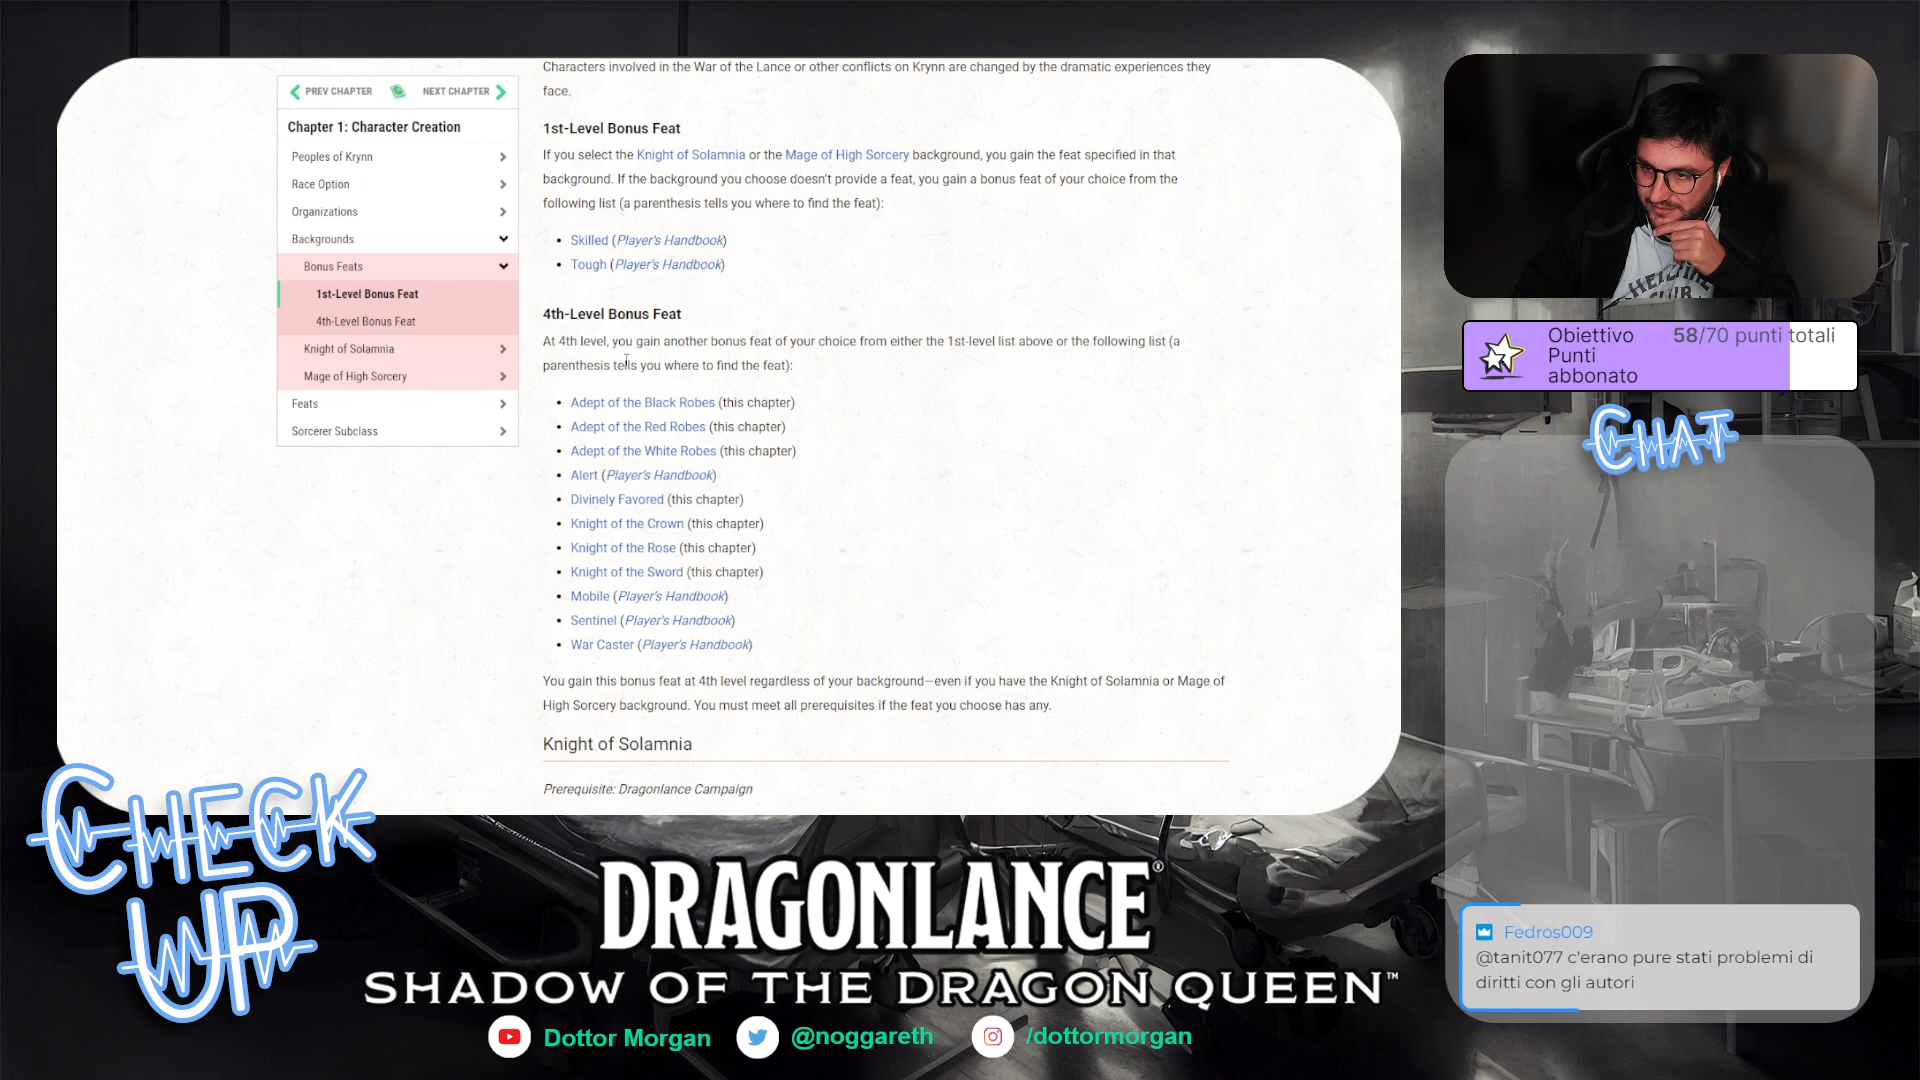 PREV CHAPTER
NEXT CHAPTER
Chapter 1: Character Creation
Peoples of Krynn
Race Option
Organizations
Backgrounds
Bonus Feats
1st-Level Bonus Feat
4th-Level Bonus Feat
Knight of Solamnia
Mage of High Sorcery
Feats
Sorcerer Subclass
Characters involved in the War of the Lance or other conflicts on Krynn are changed by the dramatic experiences they
face.
1st-Level Bonus Feat
If you select the Knight of Solamnia or the Mage of High Sorcery background, you gain the feat specified in that
background. If the background you choose doesn't provide a feat, you gain a bonus feat of your choice from the
following list (a parenthesis tells you where to find the feat):
• Skilled (Player's Handbook)
• Tough (Player's Handbook)
4th-Level Bonus Feat
At 4th level, you gain another bonus feat of your choice from either the 1st-level list above or the following list (a
parenthesis tells you where to find the feat):
• Adept of the Black Robes (this chapter)
• Adept of the Red Robes (this chapter)
• Adept of the White Robes (this chapter)
• Alert (Player's Handbook)
• Divinely Favored (this chapter)
• Knight of the Crown (this chapter)
• Knight of the Rose (this chapter)
• Knight of the Sword (this chapter)
• Mobile (Player's Handbook)
• Sentinel (Player's Handbook)
• War Caster (Player's Handbook)
You gain this bonus feat at 4th level regardless of your background—even if you have the Knight of Solamnia or Mage of
High Sorcery background. You must meet all prerequisites if the feat you choose has any.
Knight of Solamnia
Prerequisite: Dragonlance Campaign
CHECK
UP
DRAGONLANCE®
SHADOW OF THE DRAGON QUEEN™
Dottor Morgan
@noggareth
/dottormorgan
Obiettivo
Punti
abbonato
58/70 punti totali
CHAT
Fedros009
@tanit077 c'erano pure stati problemi di
diritti con gli autori